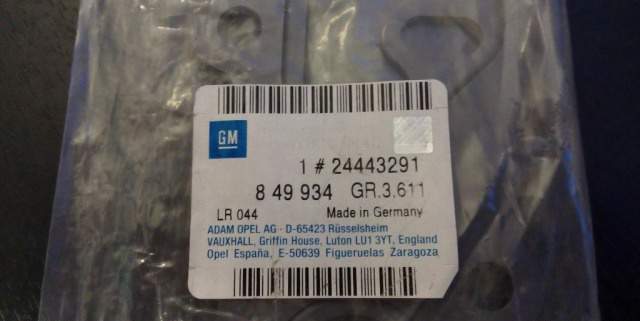 GM
1 # 24443291
8 49 934 GR.3,611
LR 044 Made in Germany
ADAM OPEL AG · D-65423 Rüsselsheim
VAUXHALL, Griffin House, Luton LU1 3YT, England
Opel España, E-50639 Figueruelas Zaragoza